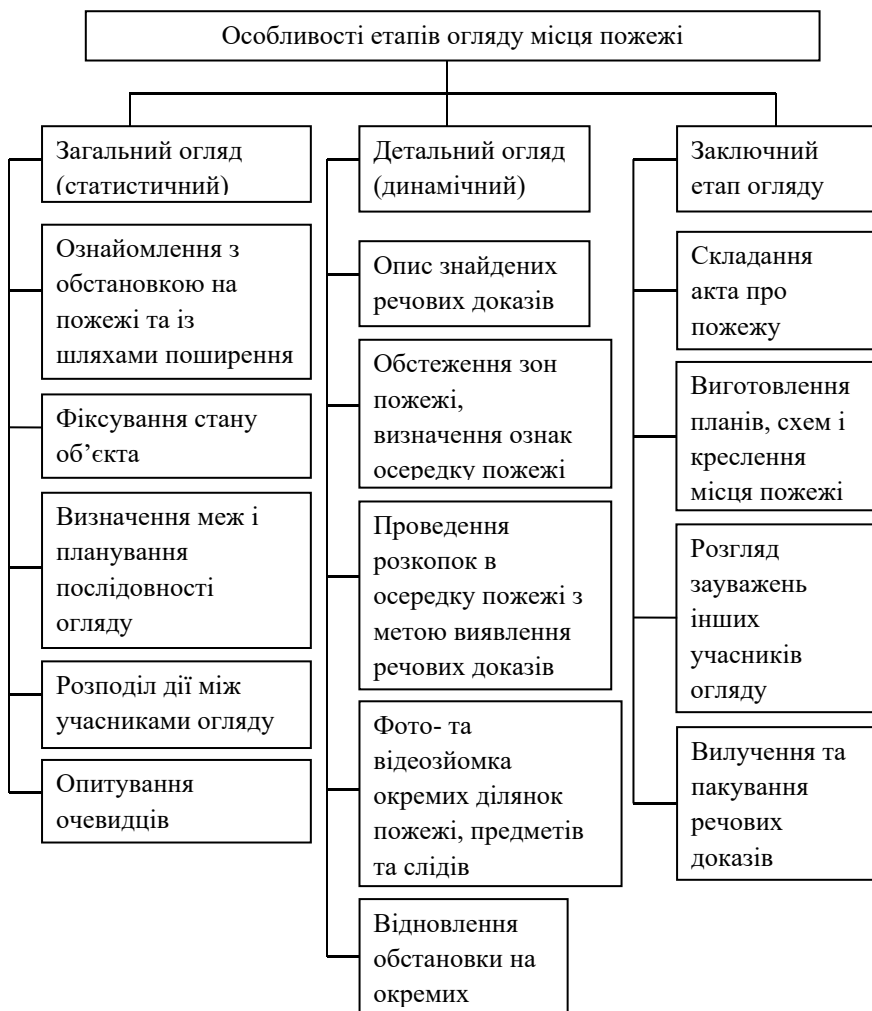 Особливості етапів огляду місця пожежі
Загальний огляд
(статистичний)
Ознайомлення з
обстановкою на
пожежі та із
шляхами поширення
Фіксування стану
об’єкта
Визначення меж і
планування
послідовності
огляду
Розподіл дії між
учасниками огляду
Опитування
очевидців
Детальний огляд
(динамічний)
Опис знайдених
речових доказів
Обстеження зон
пожежі,
визначення ознак
осередку пожежі
Проведення
розкопок в
осередку пожежі з
метою виявлення
речових доказів
Фото- та
відеозйомка
окремих ділянок
пожежі, предметів
та слідів
Відновлення
обстановки на
окремих
Заключний
етап огляду
Складання
акта про
пожежу
Виготовлення
планів, схем і
креслення
місця пожежі
Розгляд
зауважень
інших
учасників
огляду
Вилучення та
пакування
речових
доказів